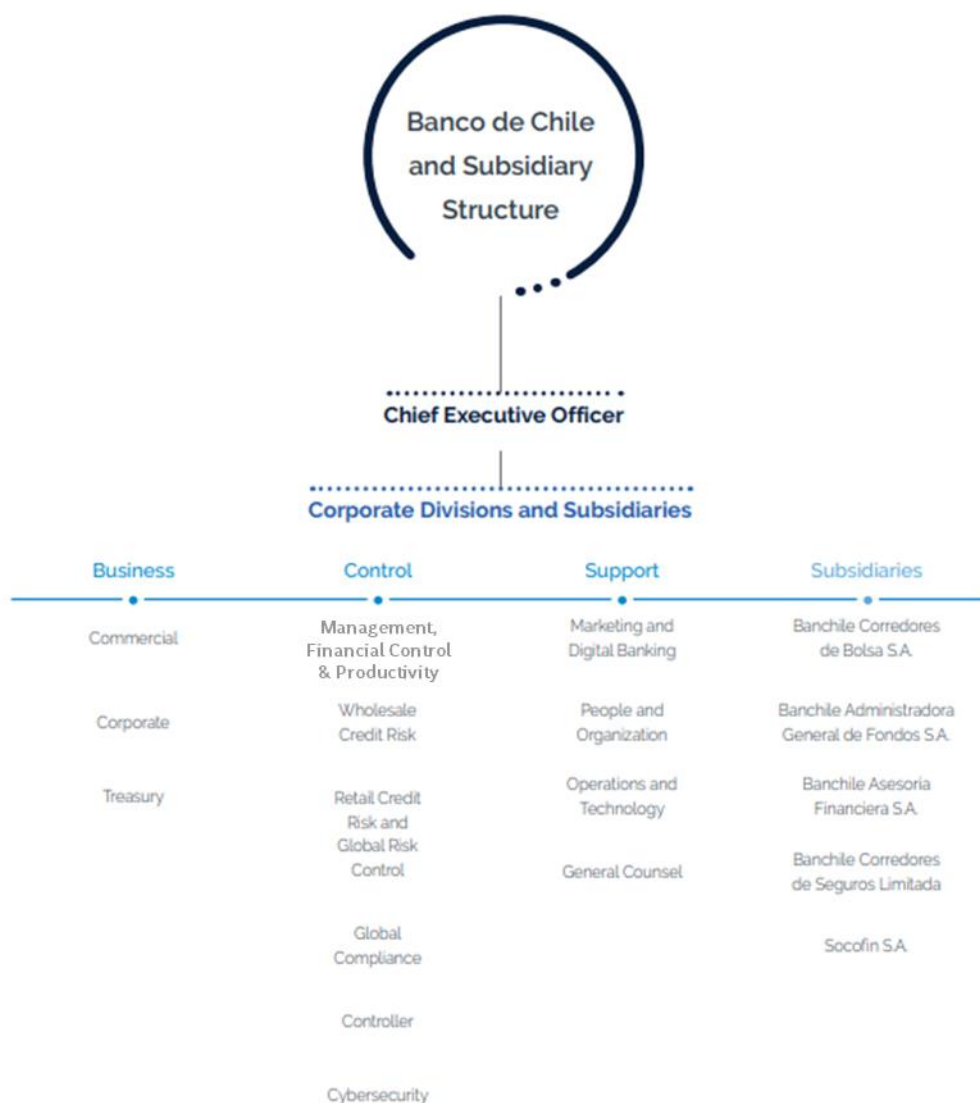 Banco de Chile
and Subsidiary
Structure
Chief Executive Officer
Corporate Divisions and Subsidiaries
Business
Commercial
Corporate
Treasury
Control
Management,
Financial Control
& Productivity
Wholesale
Credit Risk
Retail Credit
Risk and
Global Risk
Control
Global
Compliance
Controller
Cybersecurity
Support
Marketing and
Digital Banking
People and
Organization
Operations and
Technology
General Counsel
Subsidiaries
Banchile Corredores
de Bolsa S.A.
Banchile Administradora
General de Fondos S.A.
Banchile Asesoria
Financiera S.A.
Banchile Corredores
de Seguros Limitada
Socofin S.A.